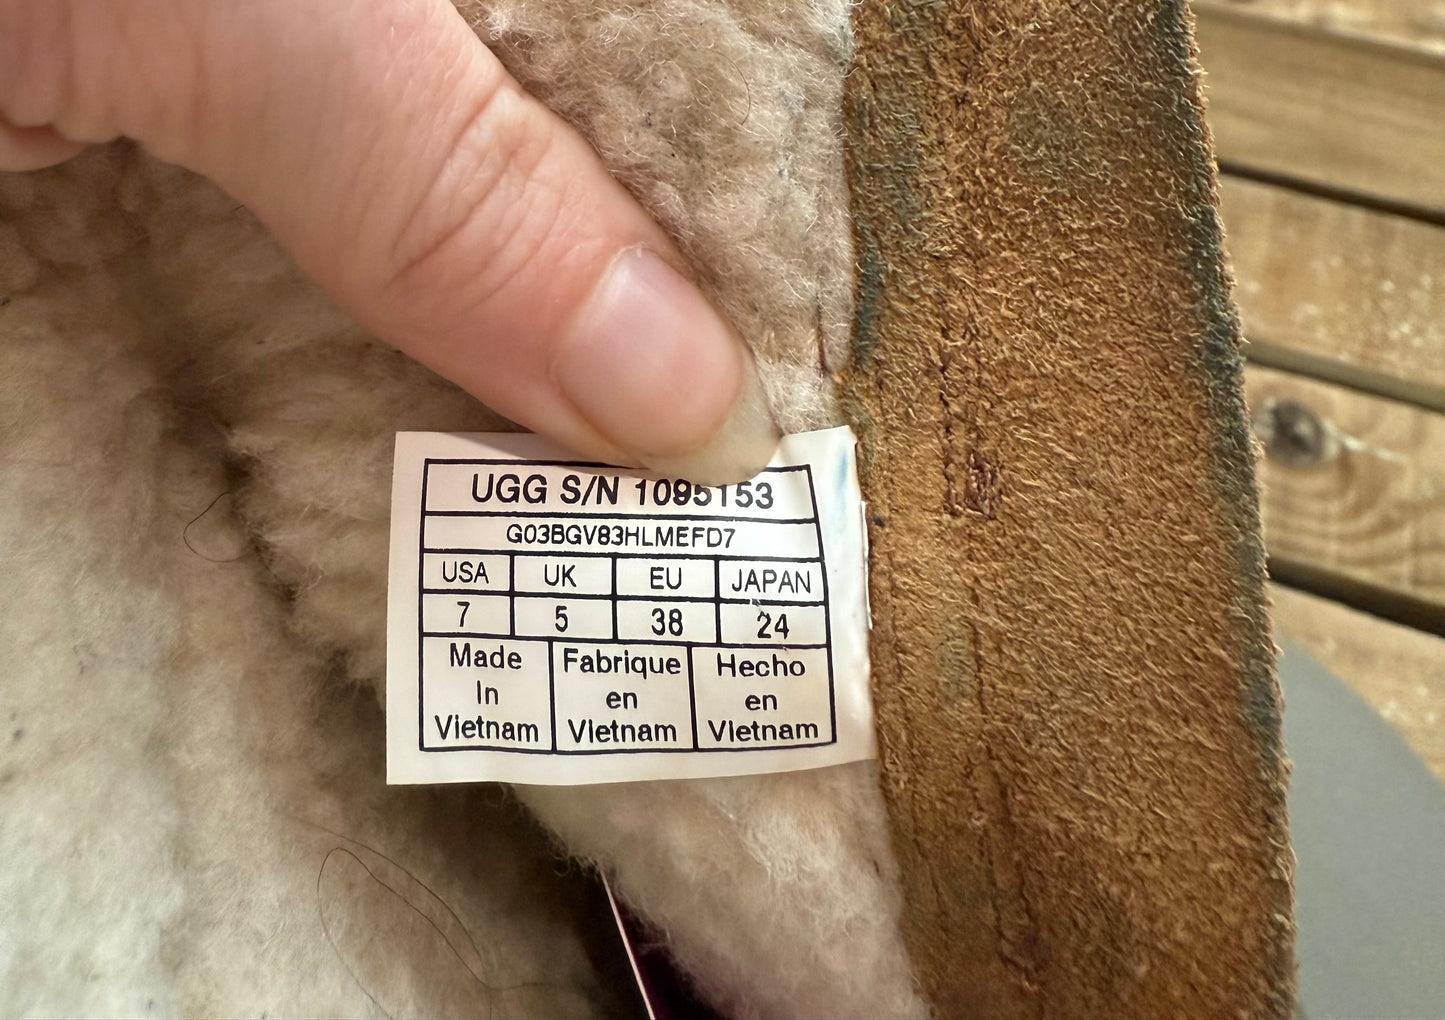 UGG S/N 1095153
G03BGV83HLMEFD7
USA UK EU JAPAN
7 5 38 24
Made In Vietnam
Fabrique en Vietnam
Hecho en Vietnam